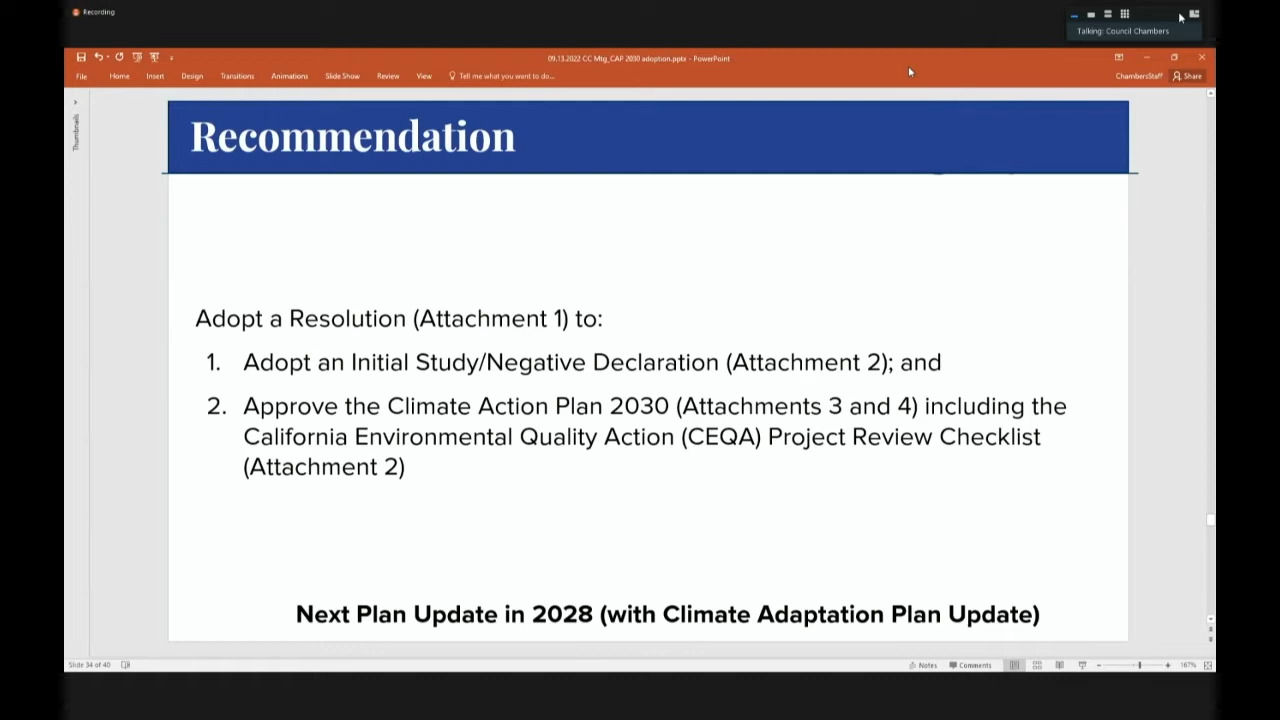 Recording
Talking: Council Chambers
09.13.2022 CC Mtg_CAP 2030 adoption.pptx - PowerPoint
File Home Insert Design Transitions Animations Slide Show Review View Tell me what you want to do... ChambersStaff Share
Thumbnails
Recommendation
Adopt a Resolution (Attachment 1) to:
1. Adopt an Initial Study/Negative Declaration (Attachment 2); and
2. Approve the Climate Action Plan 2030 (Attachments 3 and 4) including the
California Environmental Quality Action (CEQA) Project Review Checklist
(Attachment 2)
Next Plan Update in 2028 (with Climate Adaptation Plan Update)
Slide 34 of 40 Notes Comments 167%